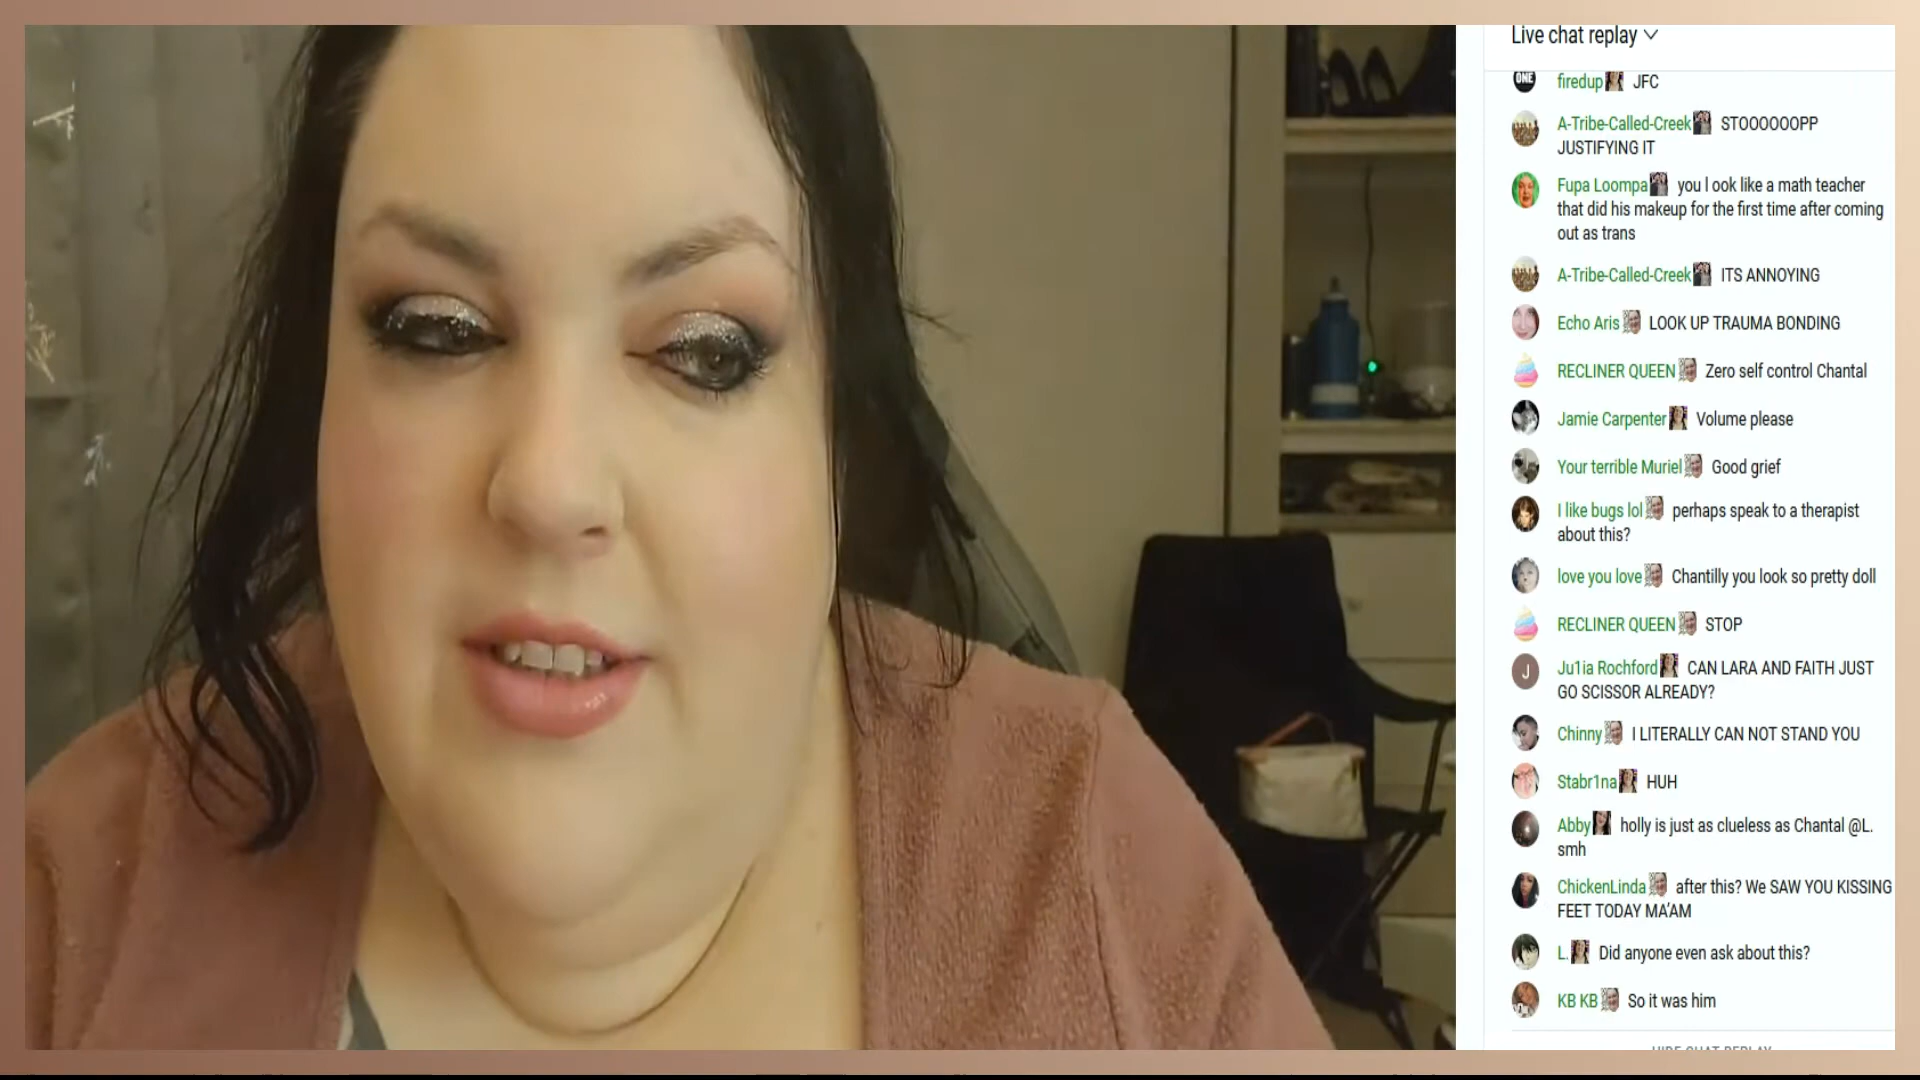 Live chat replay
ONE
firedup JFC
A-Tribe-Called-Creek STOOOOOOPP
JUSTIFYING IT
Fupa Loompa you l ook like a math teacher
that did his makeup for the first time after coming
out as trans
A-Tribe-Called-Creek ITS ANNOYING
Echo Aris LOOK UP TRAUMA BONDING
RECLINER QUEEN Zero self control Chantal
Jamie Carpenter Volume please
Your terrible Muriel Good grief
I like bugs lol perhaps speak to a therapist
about this?
love you love Chantilly you look so pretty doll
RECLINER QUEEN STOP
J
Ju1ia Rochford CAN LARA AND FAITH JUST
GO SCISSOR ALREADY?
Chinny I LITERALLY CAN NOT STAND YOU
Stabr1na HUH
Abby holly is just as clueless as Chantal @L.
smh
ChickenLinda after this? We SAW YOU KISSING
FEET TODAY MA'AM
L. Did anyone even ask about this?
KB KB So it was him
HIDE CHAT REPLAY